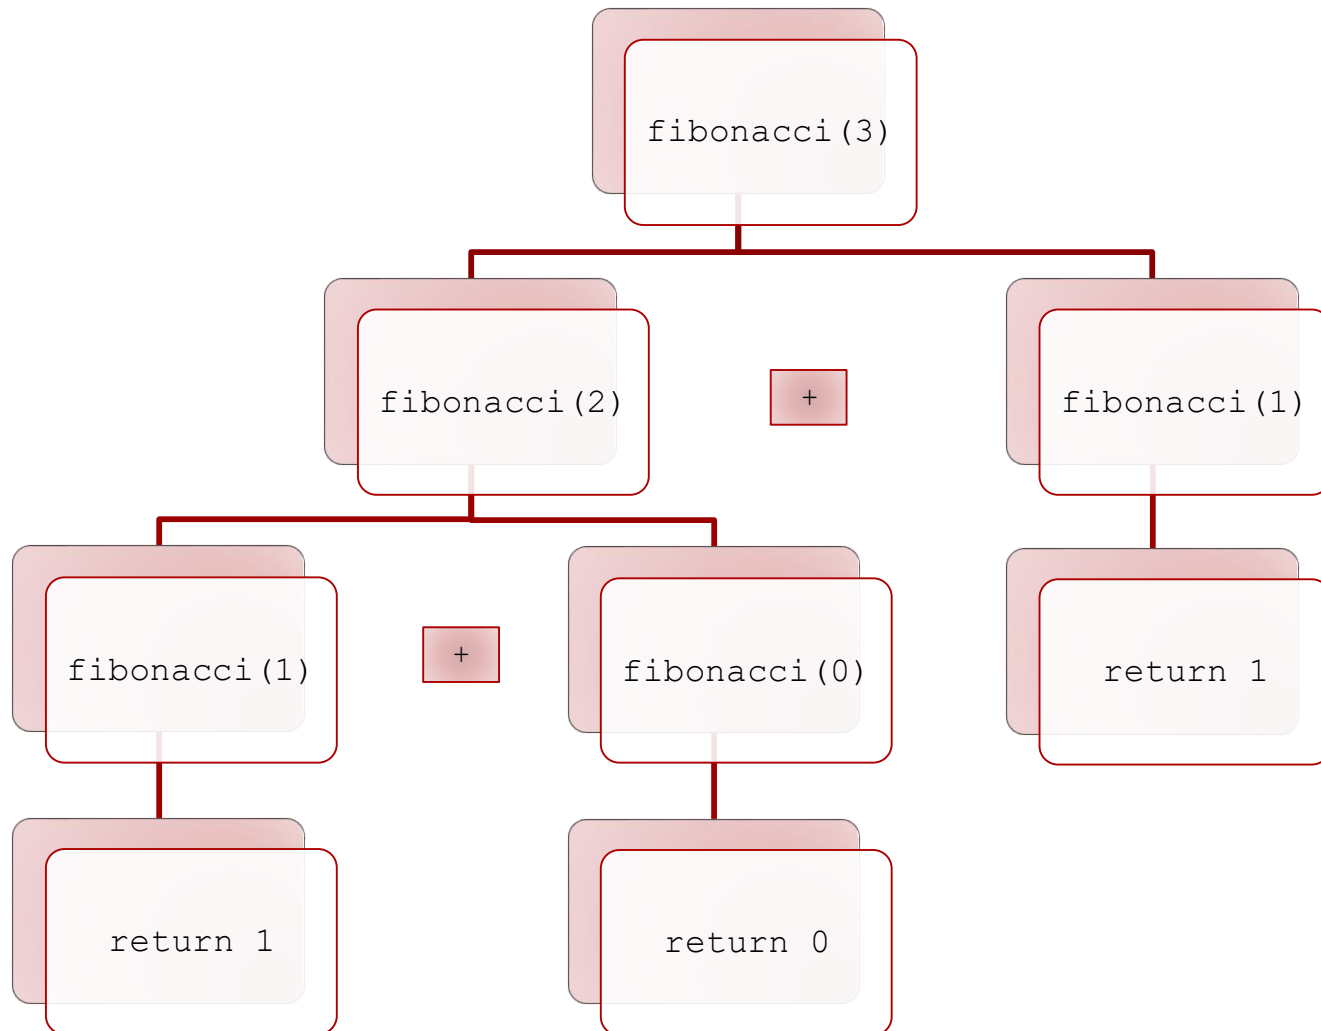 fibonacci(3)
fibonacci(2)
+
fibonacci(1)
fibonacci(1)
+
fibonacci(0)
return 1
return 1
return 0